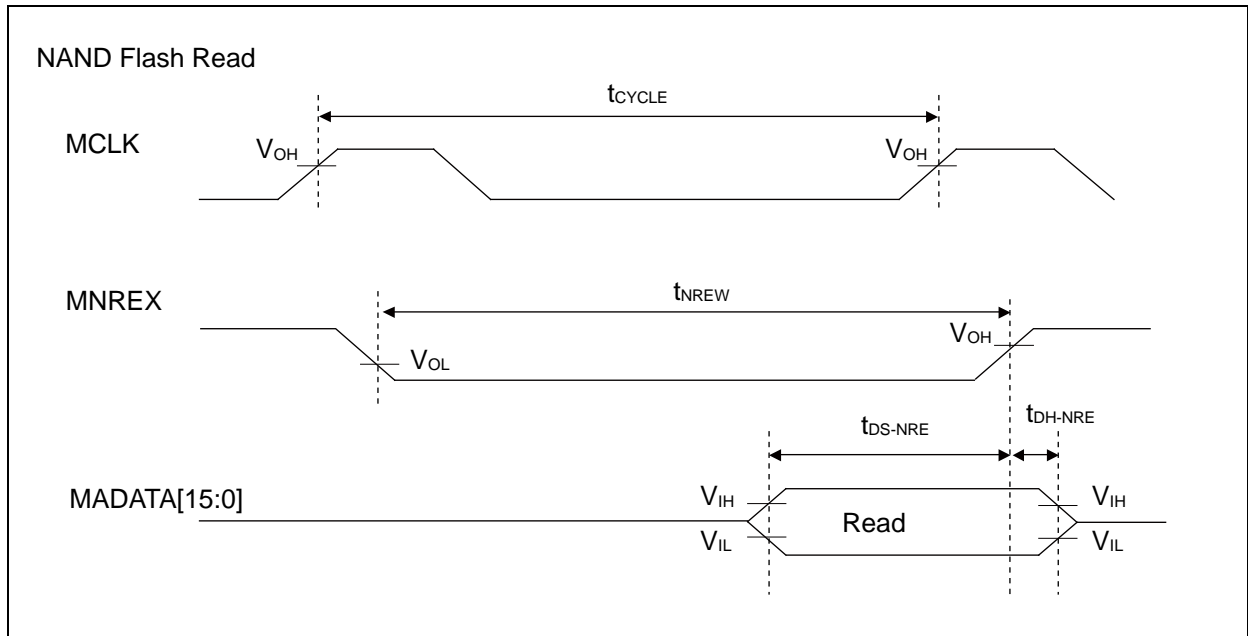 NAND Flash Read
tCYCLE
MCLK
VOH
VOH
MNREX
tNREW
VOL
VOH
tDS-NRE
tDH-NRE
MADATA[15:0]
VIH
VIL
Read
VIH
VIL